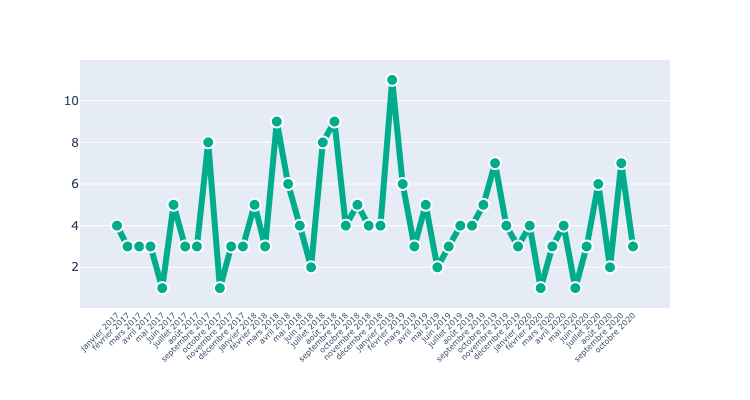 10
8
6
4
2
janvier 2017
février 2017
mars 2017
avril 2017
mai 2017
juin 2017
juillet 2017
août 2017
septembre 2017
octobre 2017
novembre 2017
décembre 2017
janvier 2018
février 2018
mars 2018
avril 2018
mai 2018
juin 2018
juillet 2018
août 2018
septembre 2018
octobre 2018
novembre 2018
décembre 2018
janvier 2019
février 2019
mars 2019
avril 2019
mai 2019
juin 2019
juillet 2019
août 2019
septembre 2019
octobre 2019
novembre 2019
décembre 2019
janvier 2020
février 2020
mars 2020
avril 2020
mai 2020
juin 2020
juillet 2020
août 2020
septembre 2020
octobre 2020